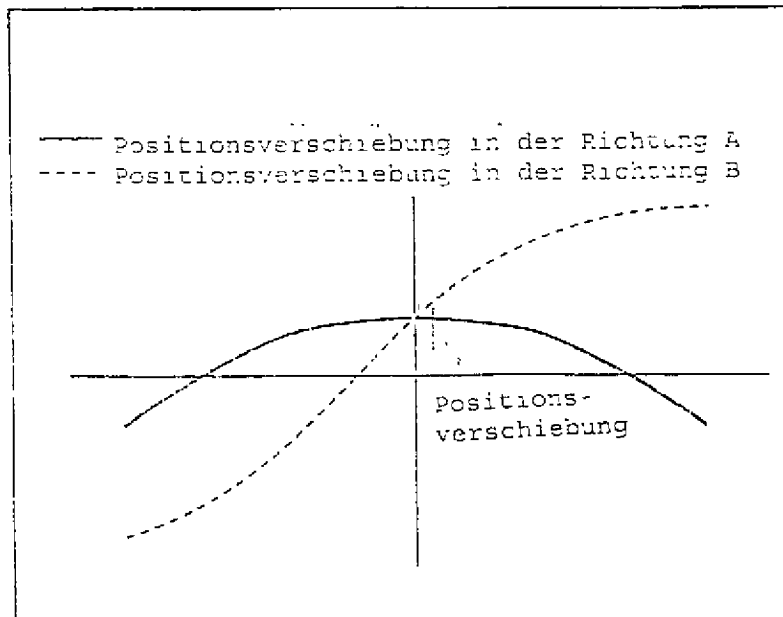 Positionsverschiebung in der Richtung A
Positionsverschiebung in der Richtung B
Positions-
verschiebung